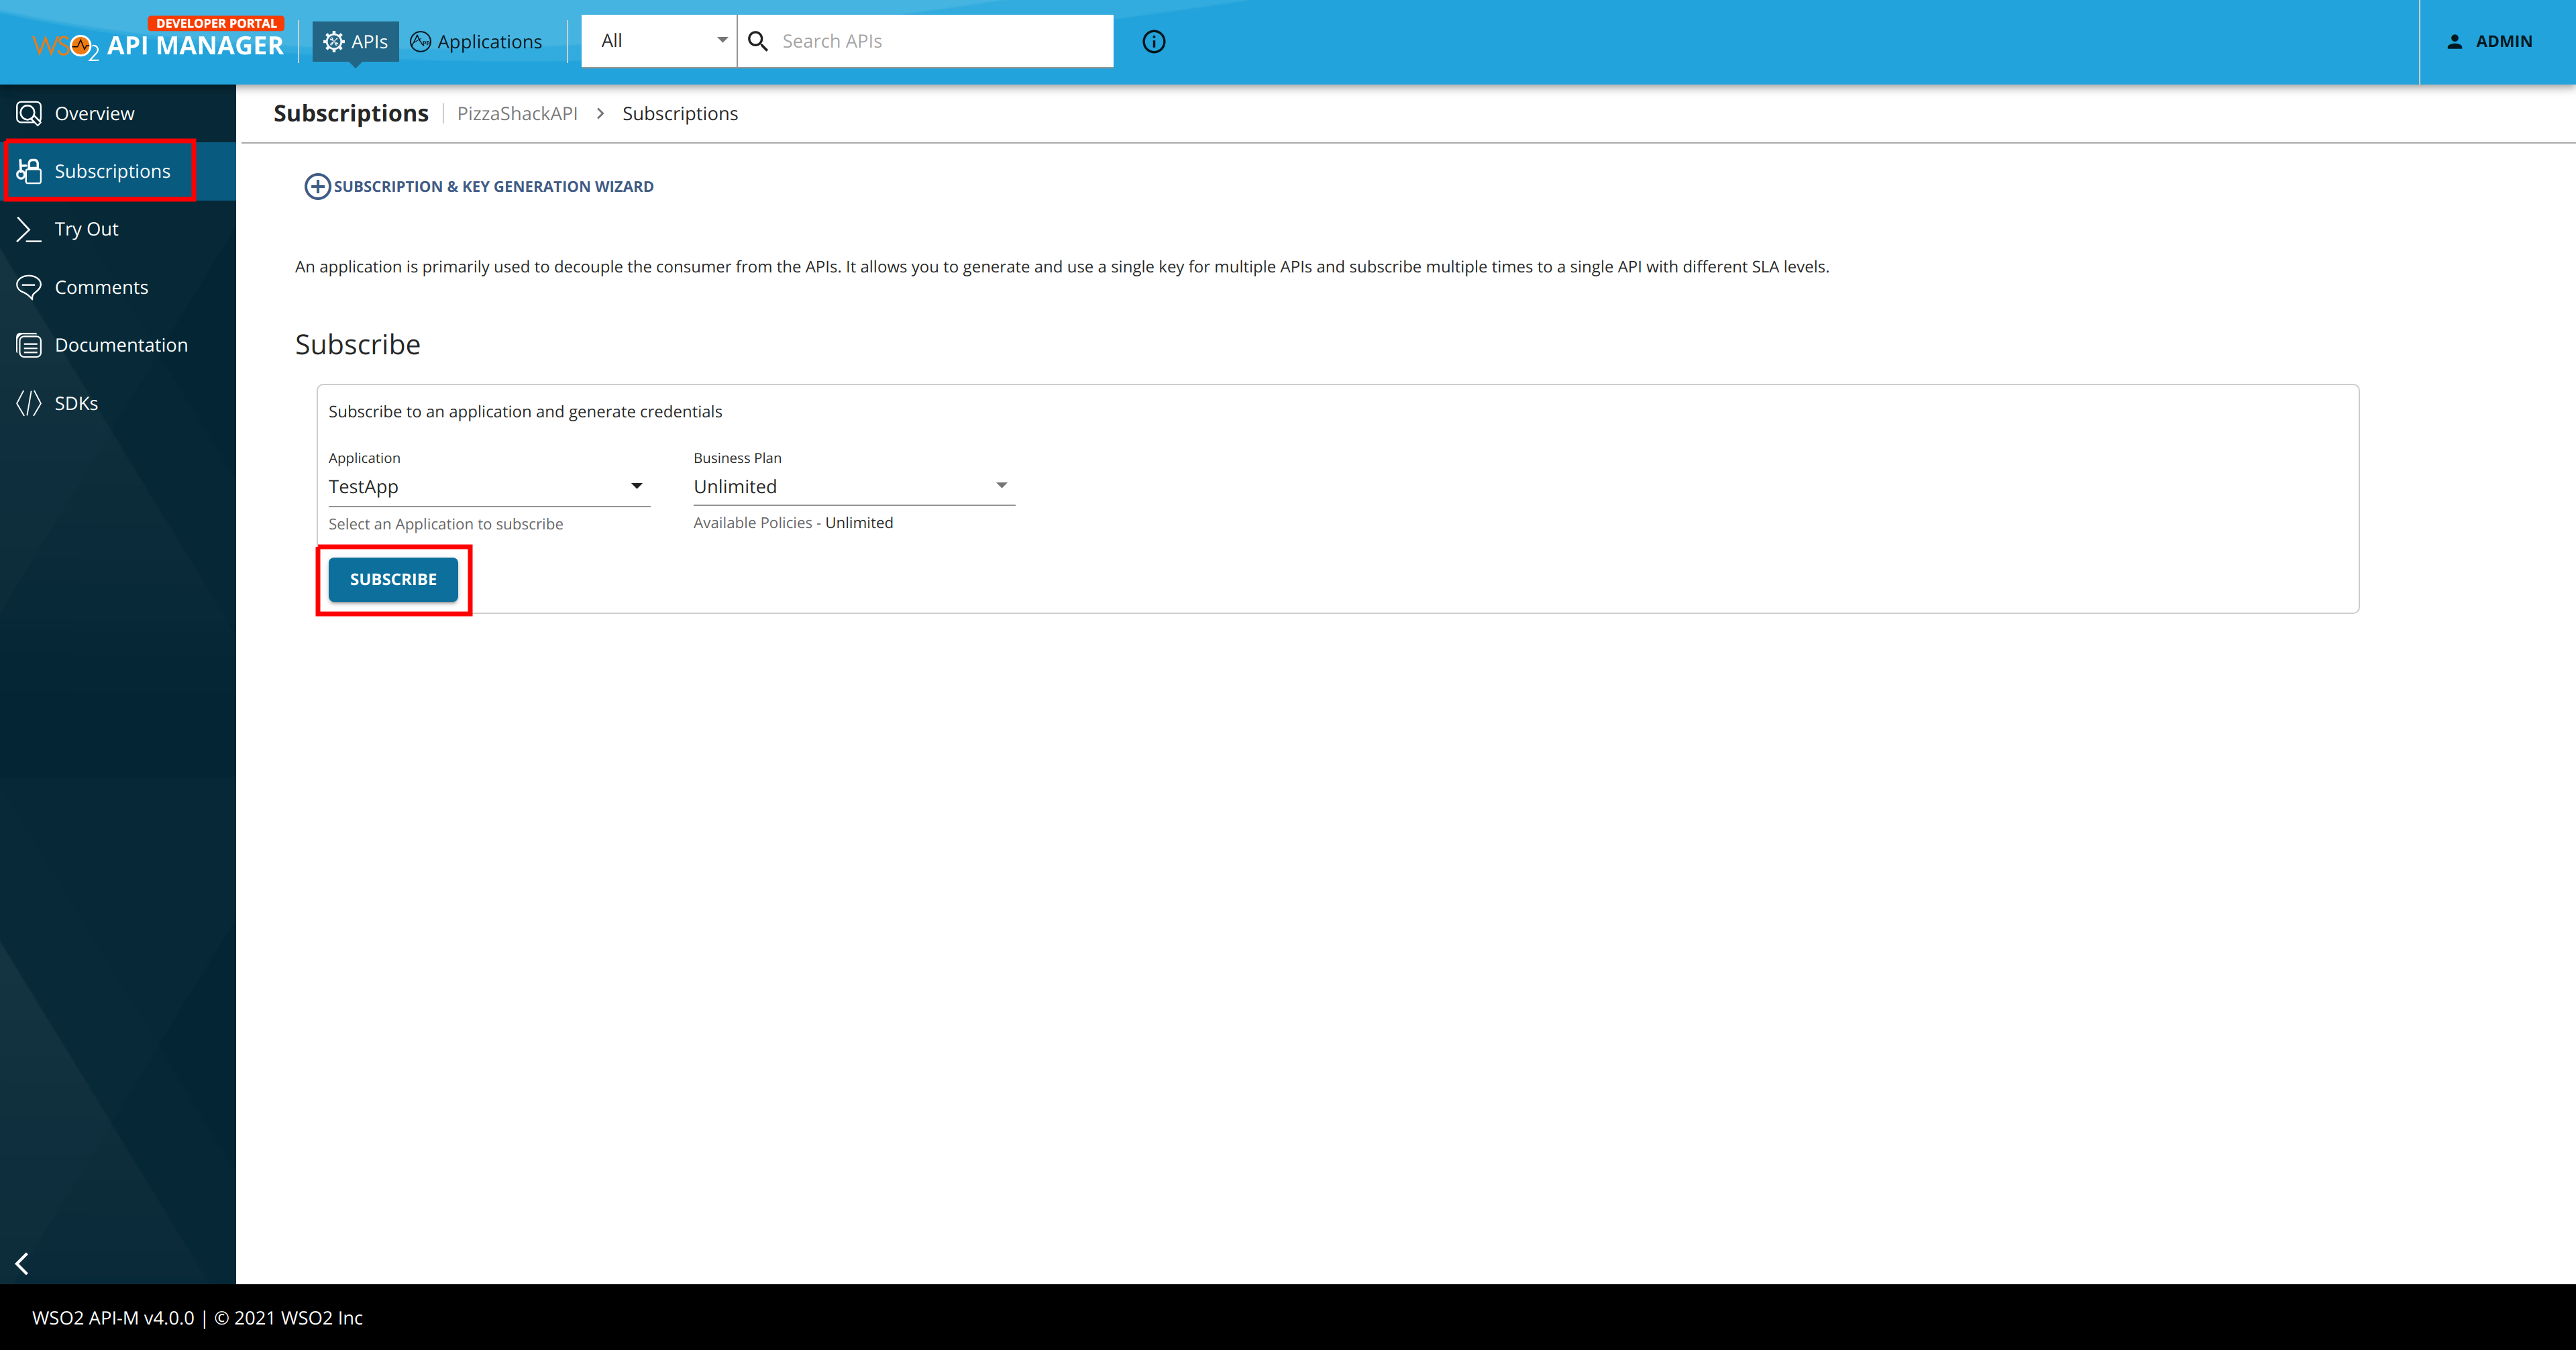 DEVELOPER PORTAL
WSO2 API MANAGER
APIs
Applications
All
Search APIs
ADMIN
Overview
Subscriptions
Try Out
Comments
Documentation
SDKs
Subscriptions
PizzaShackAPI > Subscriptions
SUBSCRIPTION & KEY GENERATION WIZARD
An application is primarily used to decouple the consumer from the APIs. It allows you to generate and use a single key for multiple APIs and subscribe multiple times to a single API with different SLA levels.
Subscribe
Subscribe to an application and generate credentials
Application
TestApp
Select an Application to subscribe
Business Plan
Unlimited
Available Policies - Unlimited
SUBSCRIBE
WSO2 API-M v4.0.0 | © 2021 WSO2 Inc